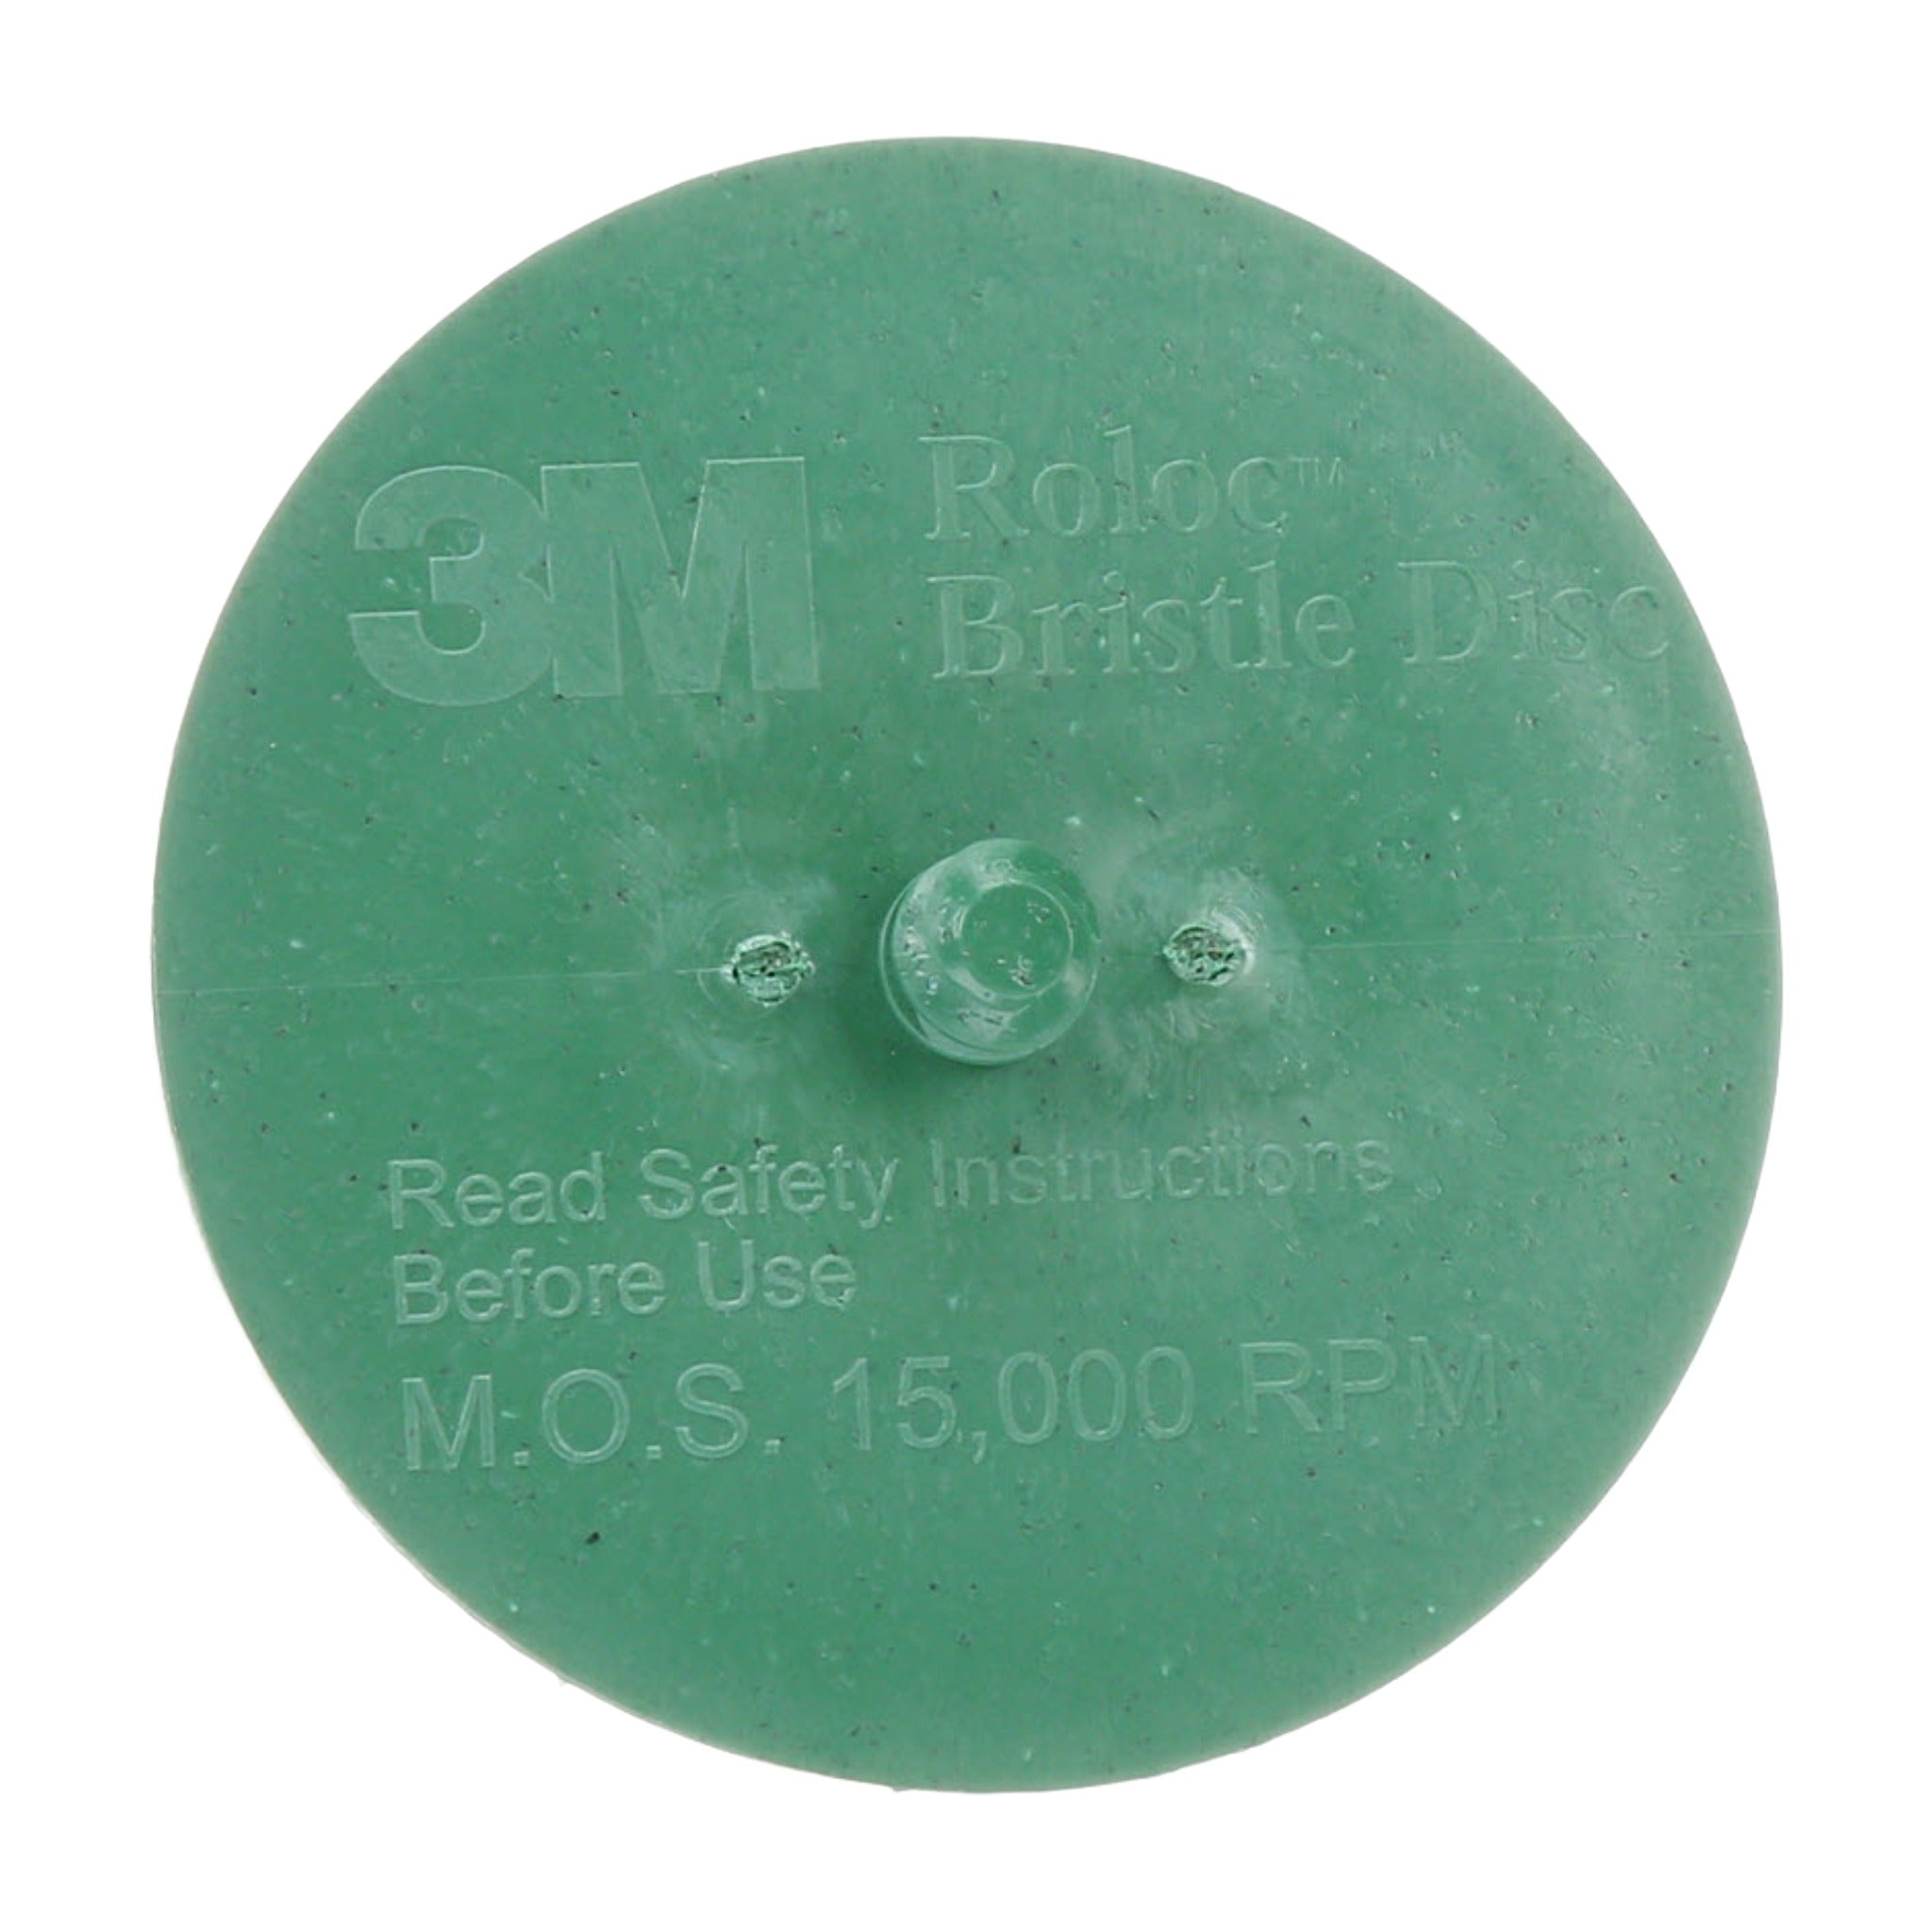 3M Roloc™
Bristle Disc
Read Safety Instructions
Before Use
M.O.S. 15,000 RPM